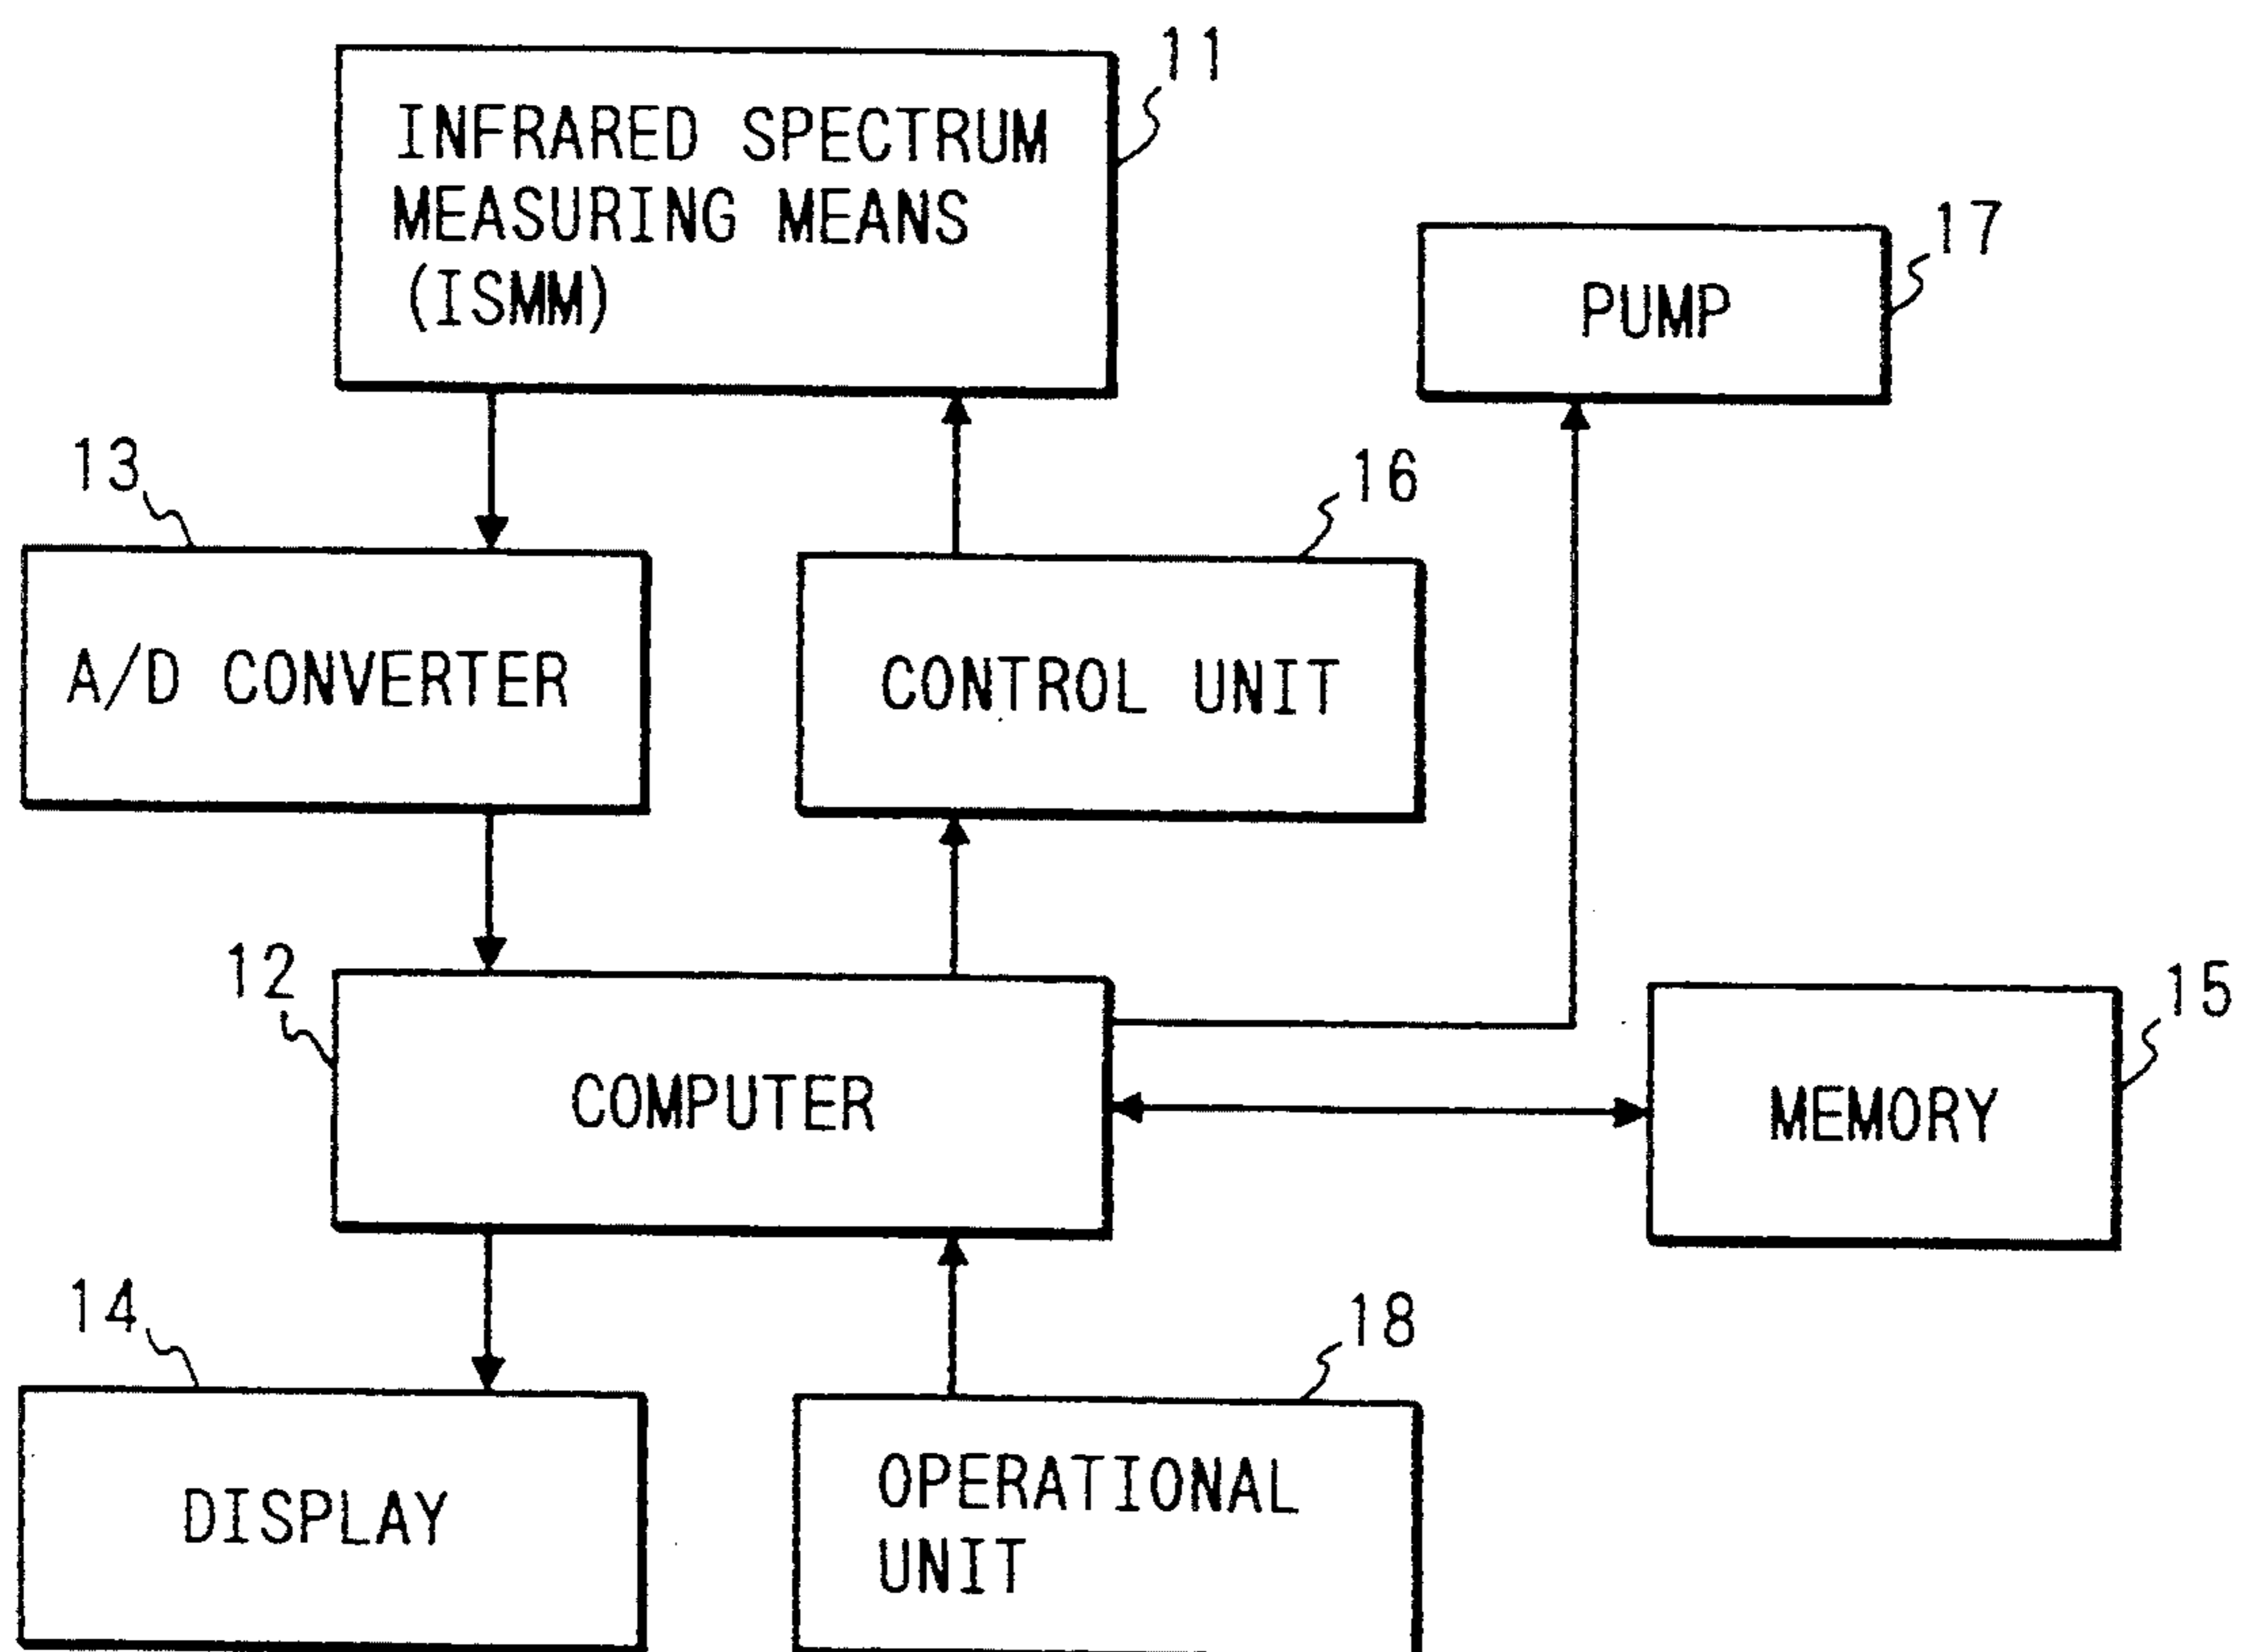 11
INFRARED SPECTRUM
MEASURING MEANS
(ISMM)
17
PUMP
13
16
A/D CONVERTER
CONTROL UNIT
12
15
COMPUTER
MEMORY
14
18
DISPLAY
OPERATIONAL
UNIT